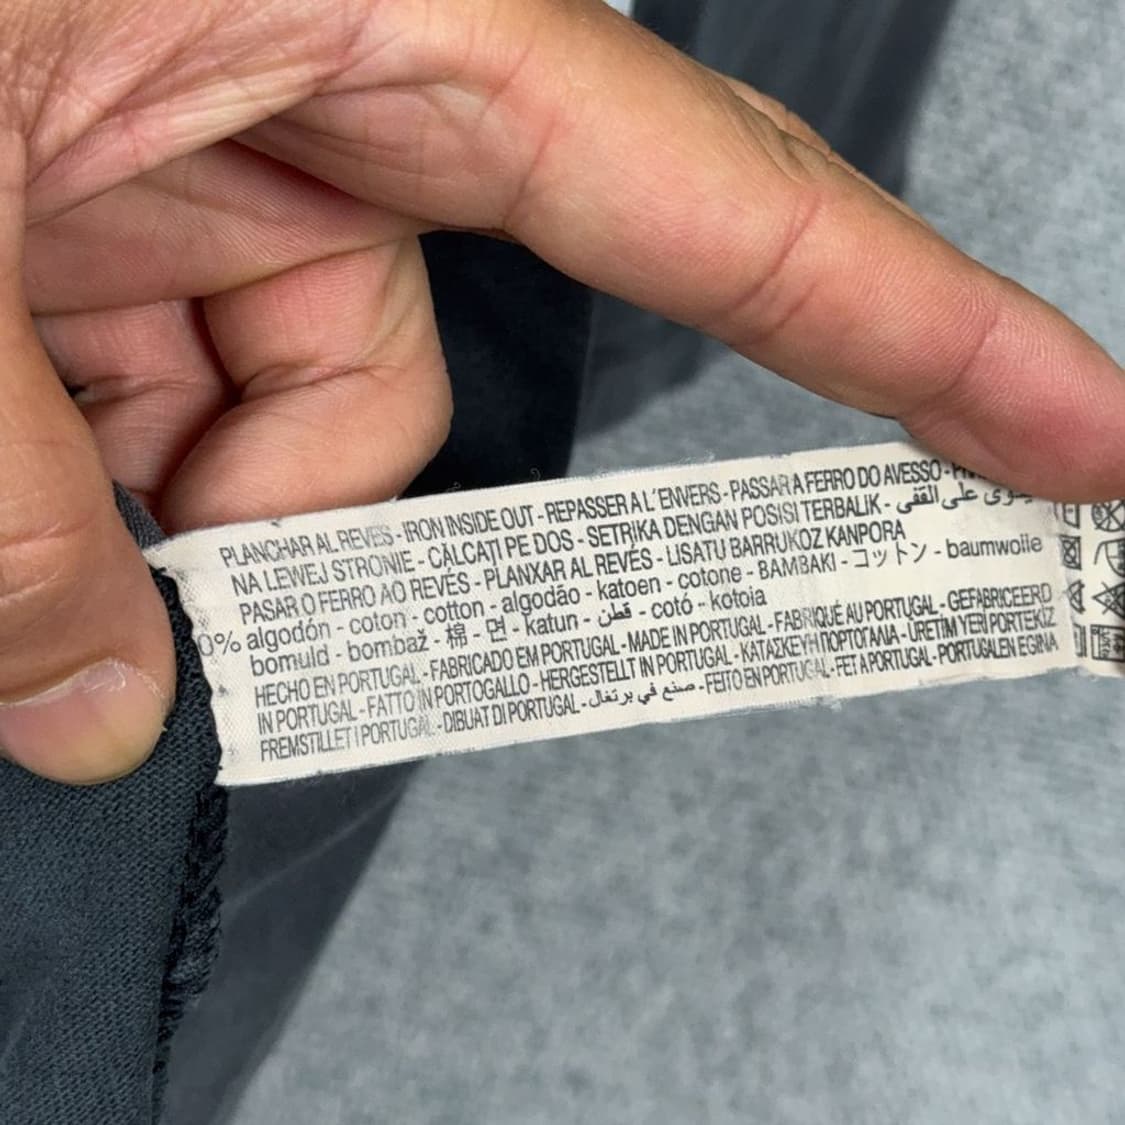 PLANCHAR AL REVES - IRON INSIDE OUT - REPASSER A L´ENVERS - PASSAR A FERRO DO AVESSO -
NA LEWEJ STRONIE - CĂLCAȚI PE DOS - SETRIKA DENGAN POSISI TERBALIK - على القفى
PASAR O FERRO AO REVÉS - PLANXAR AL REVÉS - LISATU BARRUKOZ KANPORA
0% algodón - coton - cotton - algodão - katoen - cotone - BAMBAKI - コットン - baumwolle
bomuld - bombaž - 棉 - 면 - katun - قطن - cotó - kotoia
HECHO EN PORTUGAL - FABRICADO EM PORTUGAL - MADE IN PORTUGAL - FABRIQUÉ AU PORTUGAL - GEFABRICEERD
IN PORTUGAL - FATTO IN PORTOGALLO - HERGESTELLT IN PORTUGAL - ΚΑΤΑΣΚΕΥΗ ΠΟΡΤΟΓΑΛΙΑ - ÜRETİM YERİ PORTEKİZ
FREMSTILLET I PORTUGAL - DIBUAT DI PORTUGAL - صنع في برتغال - FEITO EN PORTUGAL - FET A PORTUGAL - PORTUGALEN EGINA